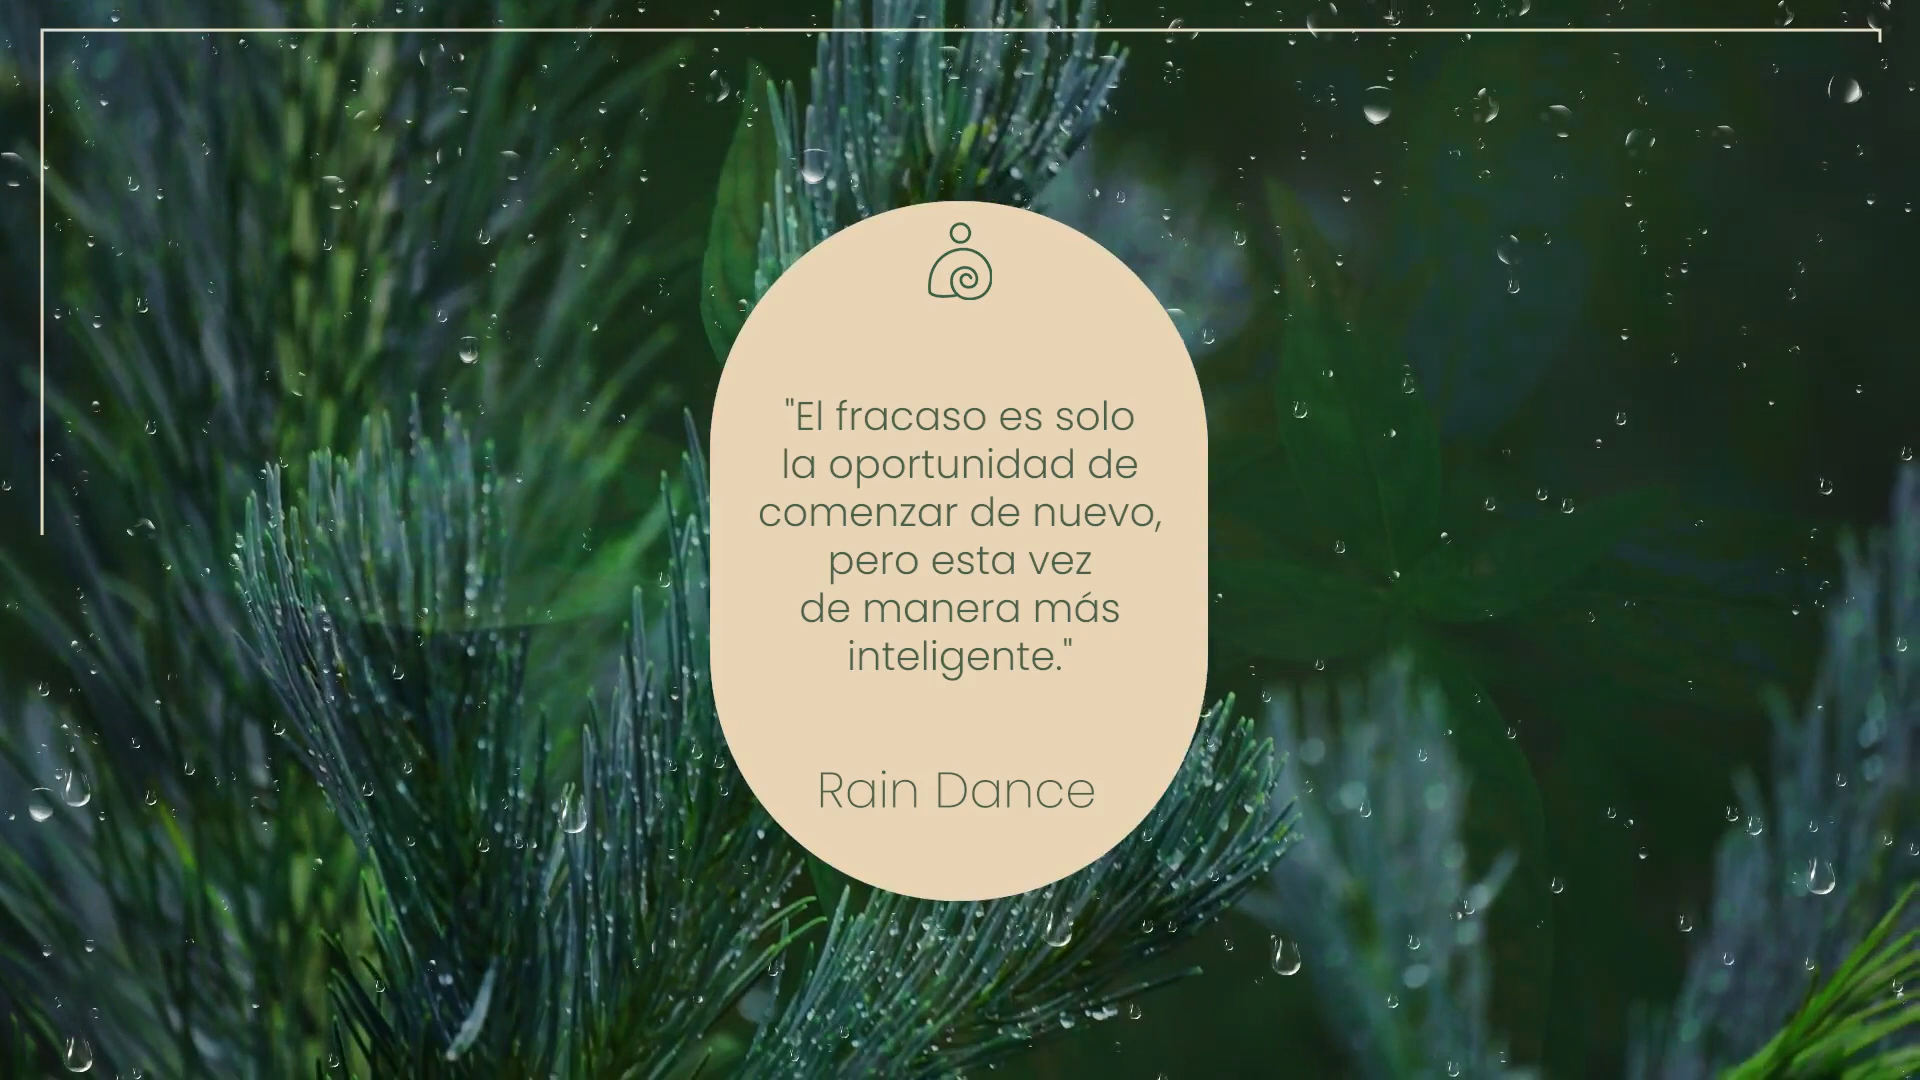 "El fracaso es solo
la oportunidad de
comenzar de nuevo,
pero esta vez
de manera más
inteligente."
Rain Dance